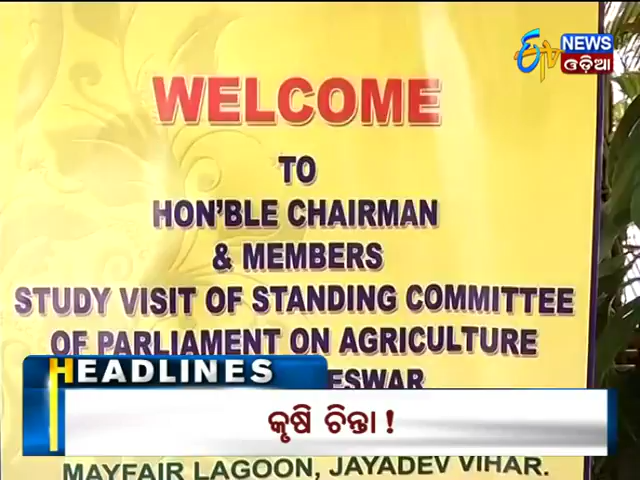 ETV NEWS
ଓଡ଼ିଆ
WELCOME
TO
HON'BLE CHAIRMAN
& MEMBERS
STUDY VISIT OF STANDING COMMITTEE
OF PARLIAMENT ON AGRICULTURE
HEADLINES
କୃଷି ଚିନ୍ତା !
MAYFAIR LAGOON, JAYADEV VIHAR.